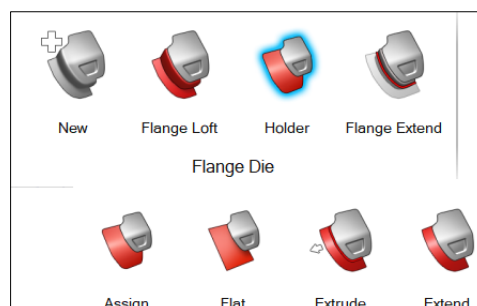 New Flange Loft Holder Flange Extend
Flange Die
Assign Flat Extrude Extend